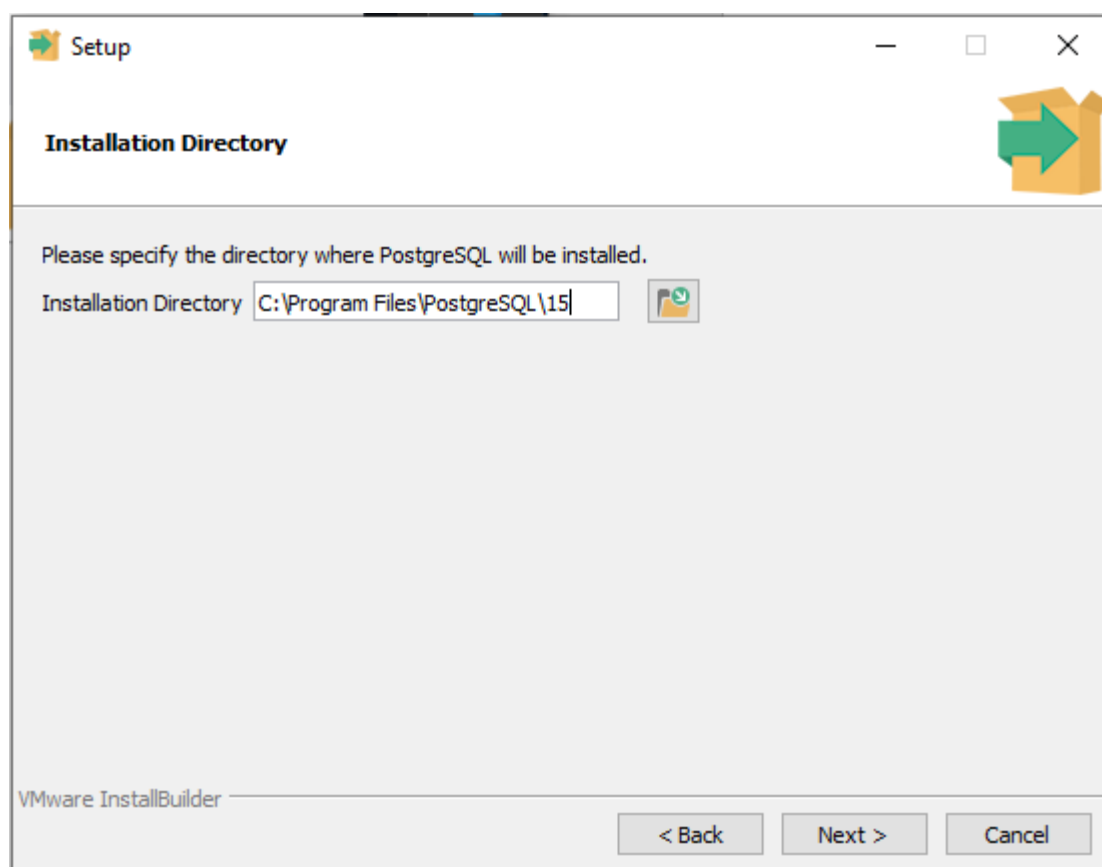 Setup
Installation Directory
Please specify the directory where PostgreSQL will be installed.
Installation Directory C:\Program Files\PostgreSQL\15
VMware InstallBuilder
< Back Next > Cancel